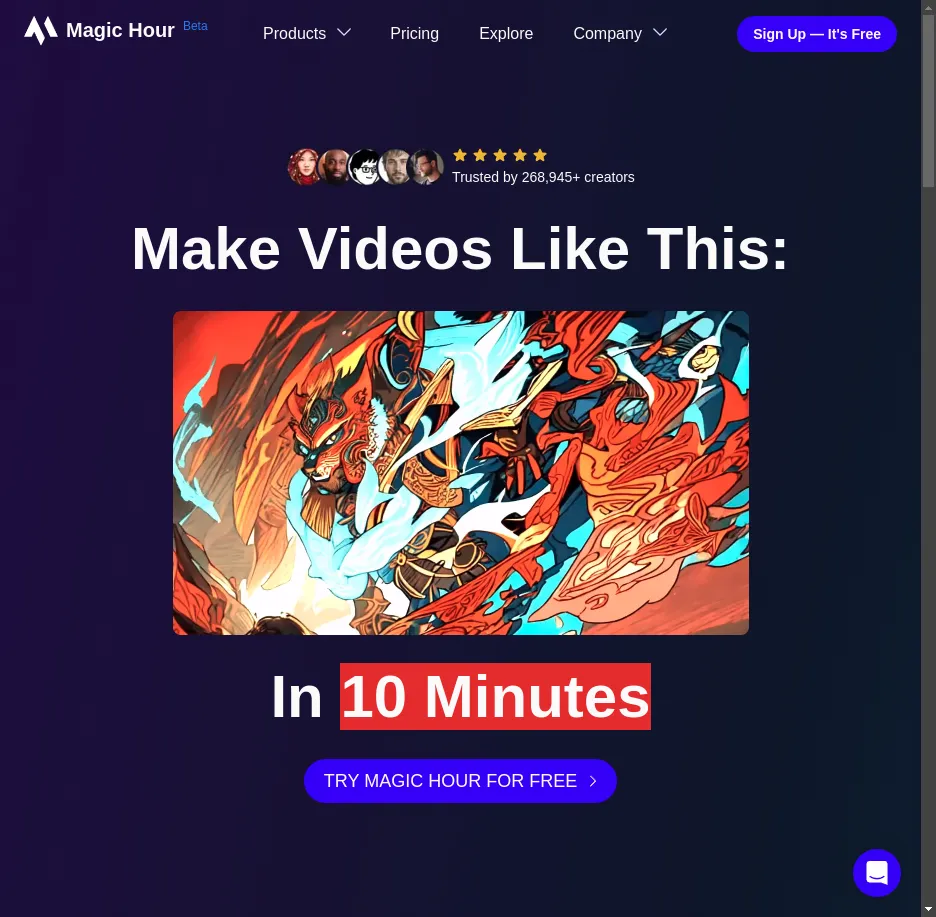 Magic Hour Beta
Products
Pricing
Explore
Company
Sign Up — It's Free
Trusted by 268,945+ creators
Make Videos Like This:
In 10 Minutes
TRY MAGIC HOUR FOR FREE